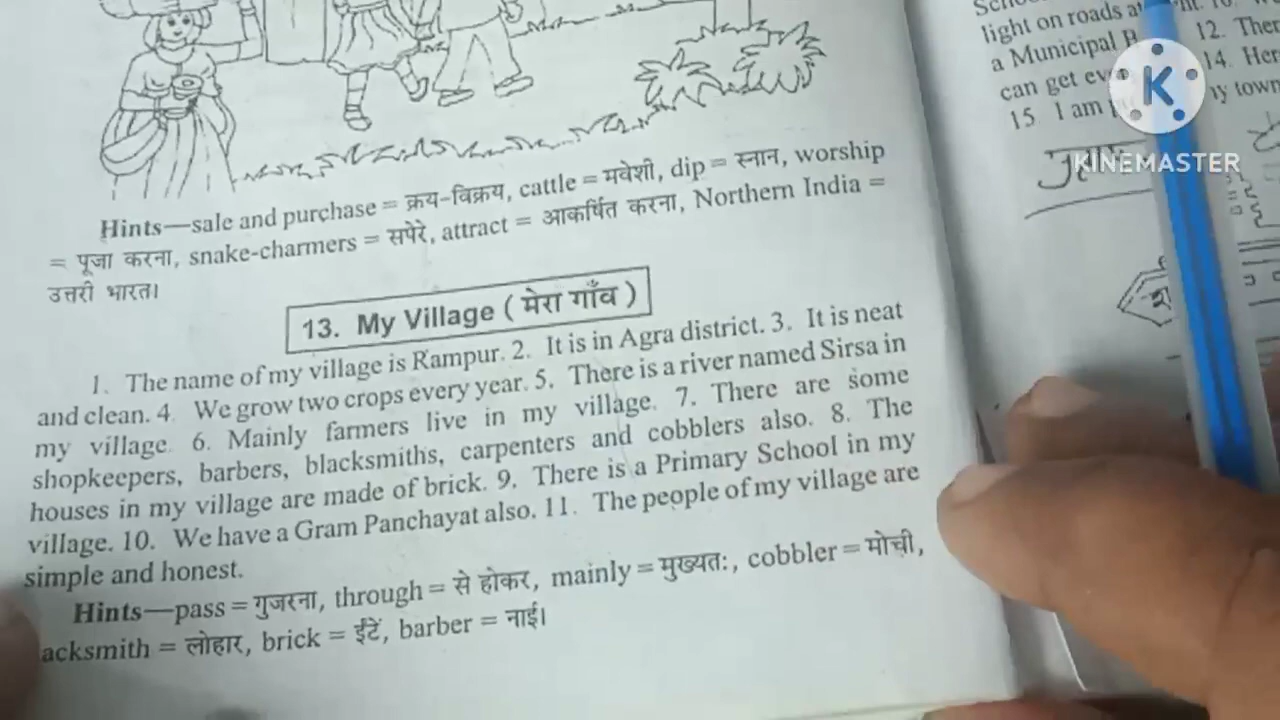 Hints—sale and purchase = क्रय-विक्रय, cattle = मवेशी, dip = स्नान, worship
= पूजा करना, snake-charmers = सपेरे, attract = आकर्षित करना, Northern India =
उत्तरी भारत।
13. My Village ( मेरा गाँव )
1. The name of my village is Rampur. 2. It is in Agra district. 3. It is neat
and clean. 4. We grow two crops every year. 5. There is a river named Sirsa in
my village. 6. Mainly farmers live in my village. 7. There are some
shopkeepers, barbers, blacksmiths, carpenters and cobblers also. 8. The
houses in my village are made of brick. 9. There is a Primary School in my
village. 10. We have a Gram Panchayat also. 11. The people of my village are
simple and honest.
Hints—pass = गुजरना, through = से होकर, mainly = मुख्यतः, cobbler = मोची,
acksmith = लोहार, brick = ईंटें, barber = नाई।
light on roads at
a Municipal B 12. Ther
can get ev 14. Her
15 I am my town
K
KINEMASTER